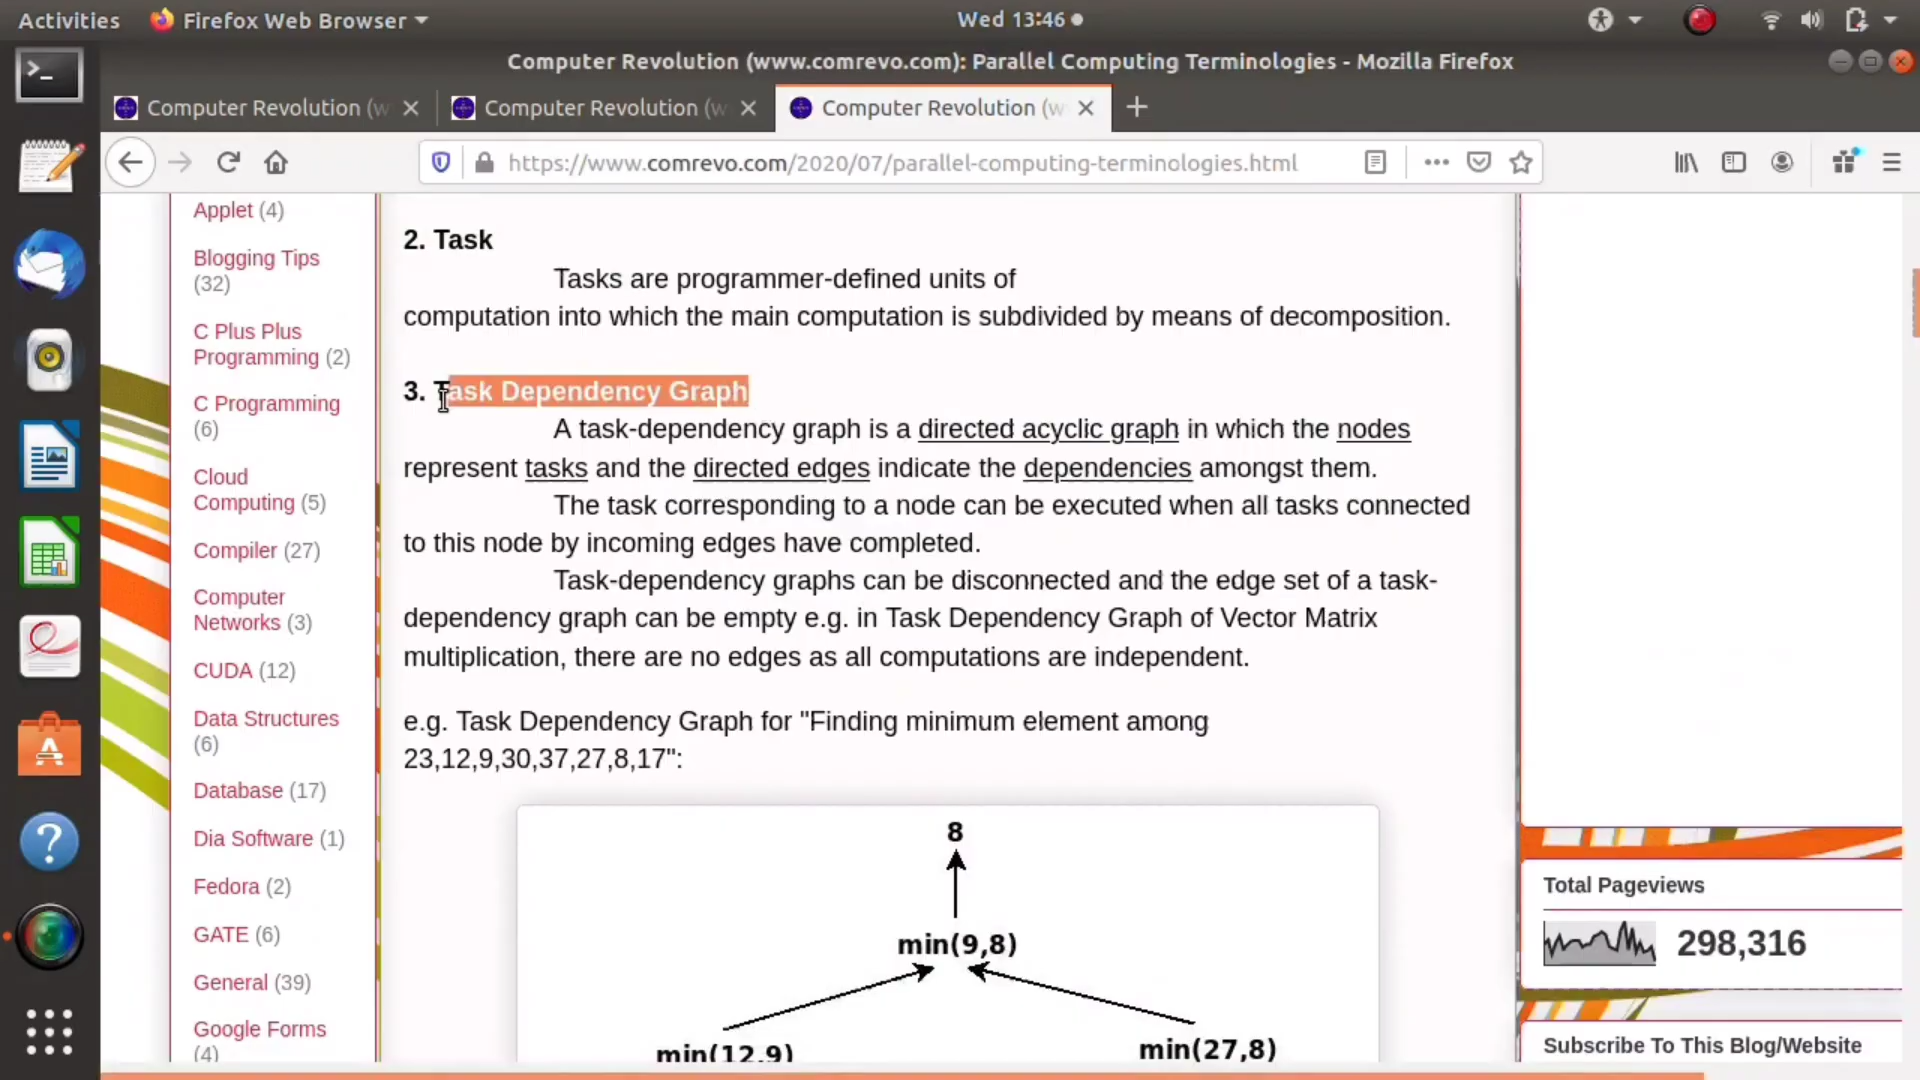 Activities
Firefox Web Browser
Wed 13:46
Computer Revolution (www.comrevo.com): Parallel Computing Terminologies - Mozilla Firefox
Computer Revolution (w
Computer Revolution (w
Computer Revolution (w
https://www.comrevo.com/2020/07/parallel-computing-terminologies.html
Applet (4)
Blogging Tips
(32)
C Plus Plus
Programming (2)
C Programming
(6)
Cloud
Computing (5)
Compiler (27)
Computer
Networks (3)
CUDA (12)
Data Structures
(6)
Database (17)
Dia Software (1)
Fedora (2)
GATE (6)
General (39)
Google Forms
(4)
2. Task
Tasks are programmer-defined units of
computation into which the main computation is subdivided by means of decomposition.
3. Task Dependency Graph
A task-dependency graph is a directed acyclic graph in which the nodes
represent tasks and the directed edges indicate the dependencies amongst them.
The task corresponding to a node can be executed when all tasks connected
to this node by incoming edges have completed.
Task-dependency graphs can be disconnected and the edge set of a task-
dependency graph can be empty e.g. in Task Dependency Graph of Vector Matrix
multiplication, there are no edges as all computations are independent.
e.g. Task Dependency Graph for "Finding minimum element among
23,12,9,30,37,27,8,17":
8
min(9,8)
min(12,9)
min(27,8)
Total Pageviews
298,316
Subscribe To This Blog/Website